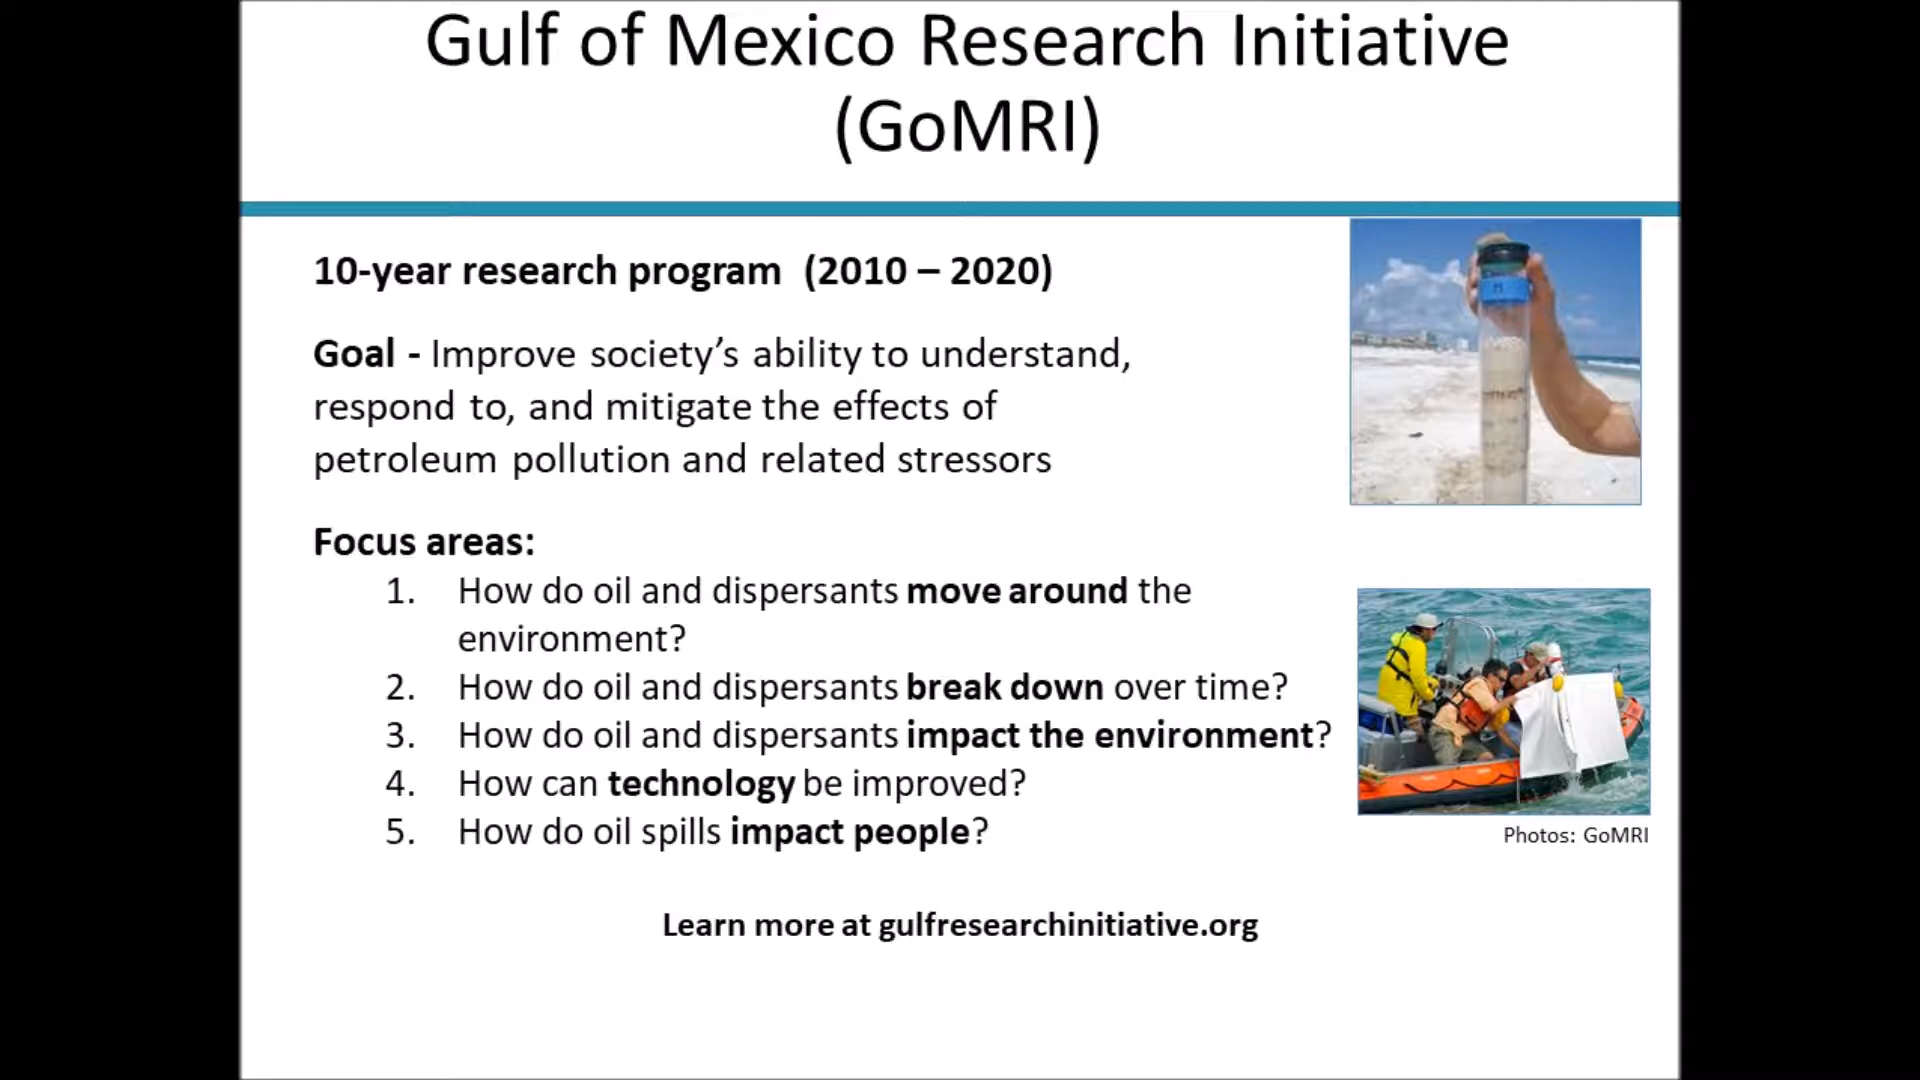 Gulf of Mexico Research Initiative
(GoMRI)
10-year research program (2010 – 2020)
Goal - Improve society’s ability to understand,
respond to, and mitigate the effects of
petroleum pollution and related stressors
Focus areas:
1. How do oil and dispersants move around the
environment?
2. How do oil and dispersants break down over time?
3. How do oil and dispersants impact the environment?
4. How can technology be improved?
5. How do oil spills impact people?
Photos: GoMRI
Learn more at gulfresearchinitiative.org